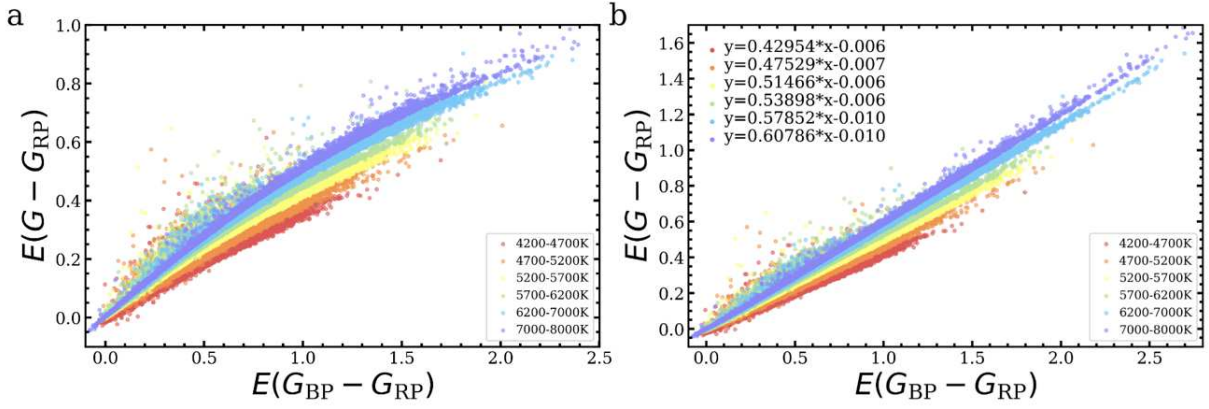 a
E(G − G_RP)
1.0
0.8
0.6
0.4
0.2
0.0
0.0 0.5 1.0 1.5 2.0 2.5
E(G_BP − G_RP)
4200-4700K
4700-5200K
5200-5700K
5700-6200K
6200-7000K
7000-8000K
b
E(G − G_RP)
1.6
1.4
1.2
1.0
0.8
0.6
0.4
0.2
0.0
0.0 0.5 1.0 1.5 2.0 2.5
E(G_BP − G_RP)
y=0.42954*x-0.006
y=0.47529*x-0.007
y=0.51466*x-0.006
y=0.53898*x-0.006
y=0.57852*x-0.010
y=0.60786*x-0.010
4200-4700K
4700-5200K
5200-5700K
5700-6200K
6200-7000K
7000-8000K